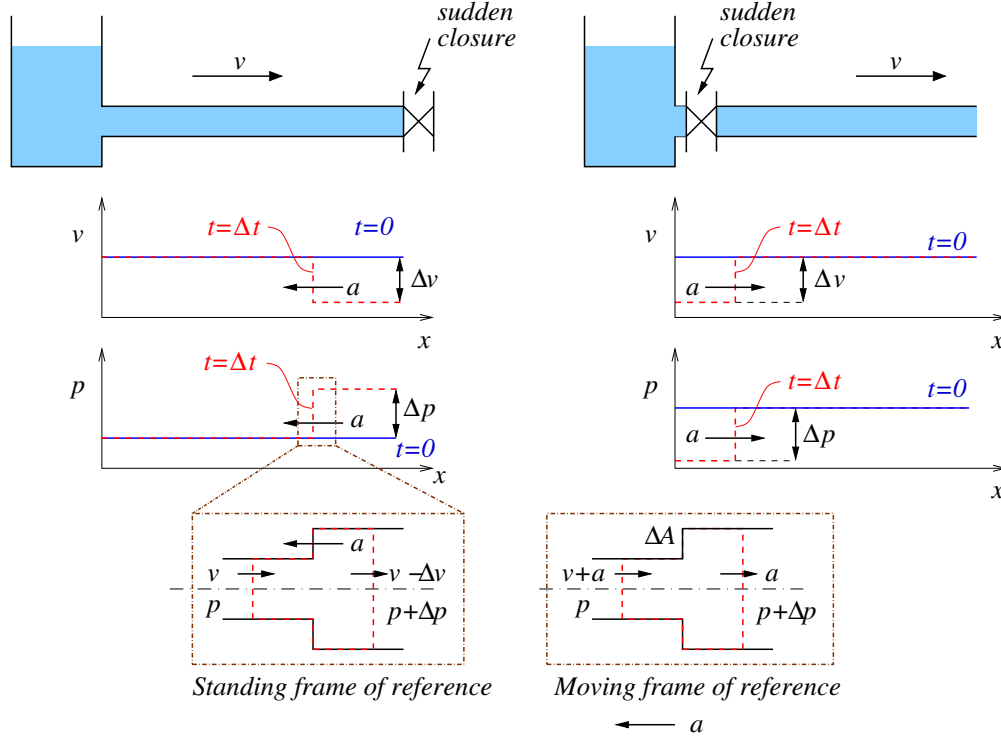 sudden
closure
v
sudden
closure
v
v
t=Δt
t=0
a
Δv
x
v
t=Δt
t=0
a
Δv
x
p
t=Δt
a
Δp
t=0
x
p
t=Δt
t=0
a
Δp
x
a
v
v −Δv
p
p+Δp
ΔA
v+a
a
p
p+Δp
Standing frame of reference
Moving frame of reference
a